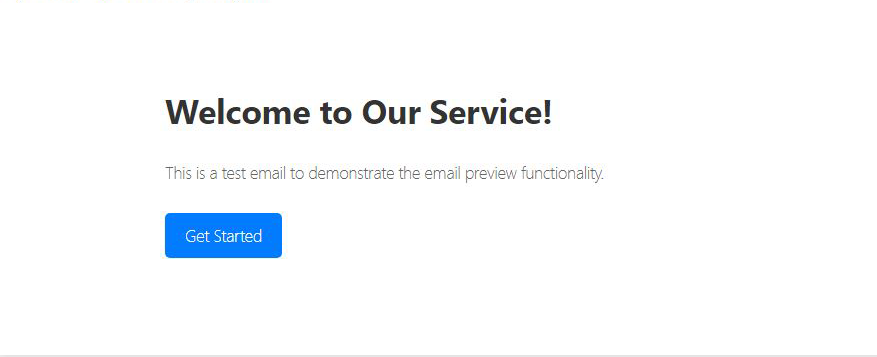 Welcome to Our Service!
This is a test email to demonstrate the email preview functionality.
Get Started